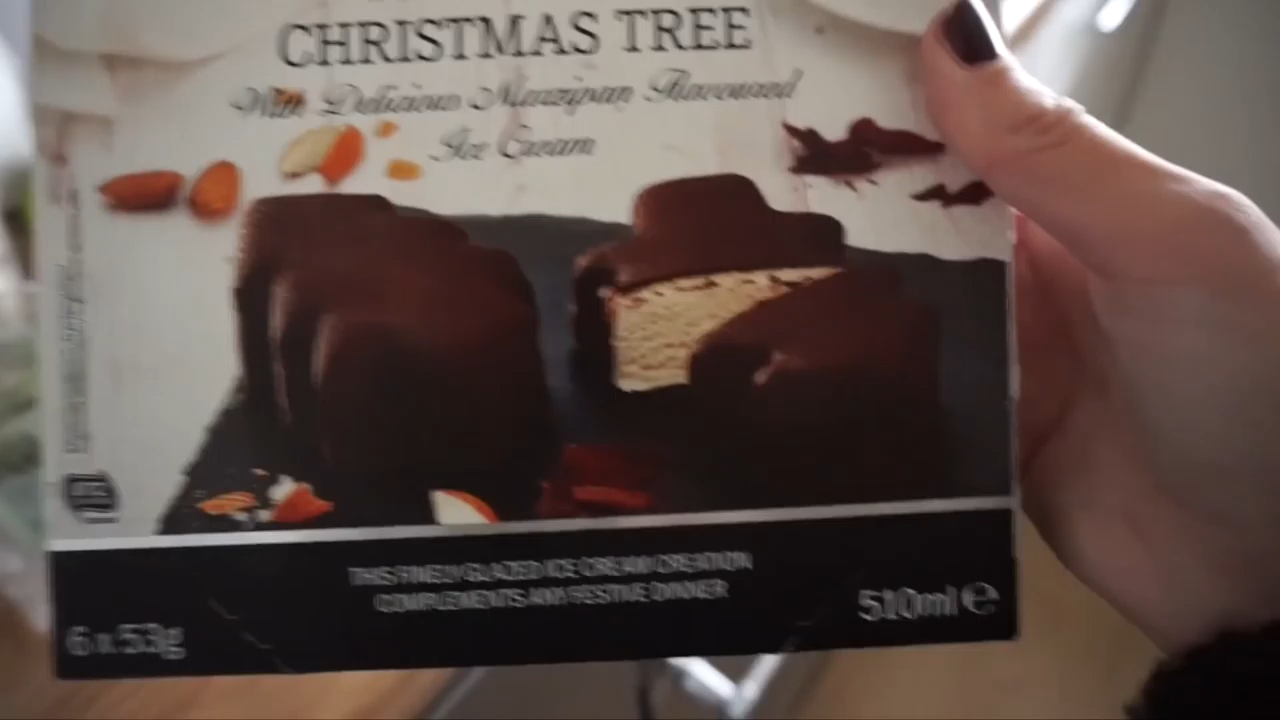 CHRISTMAS TREE
With Delicious Marzipan Flavoured
Ice Cream
THIS FINELY GLAZED ICE CREAM CREATION
COMPLEMENTS ANY FESTIVE DINNER
6 x 53g
510ml e